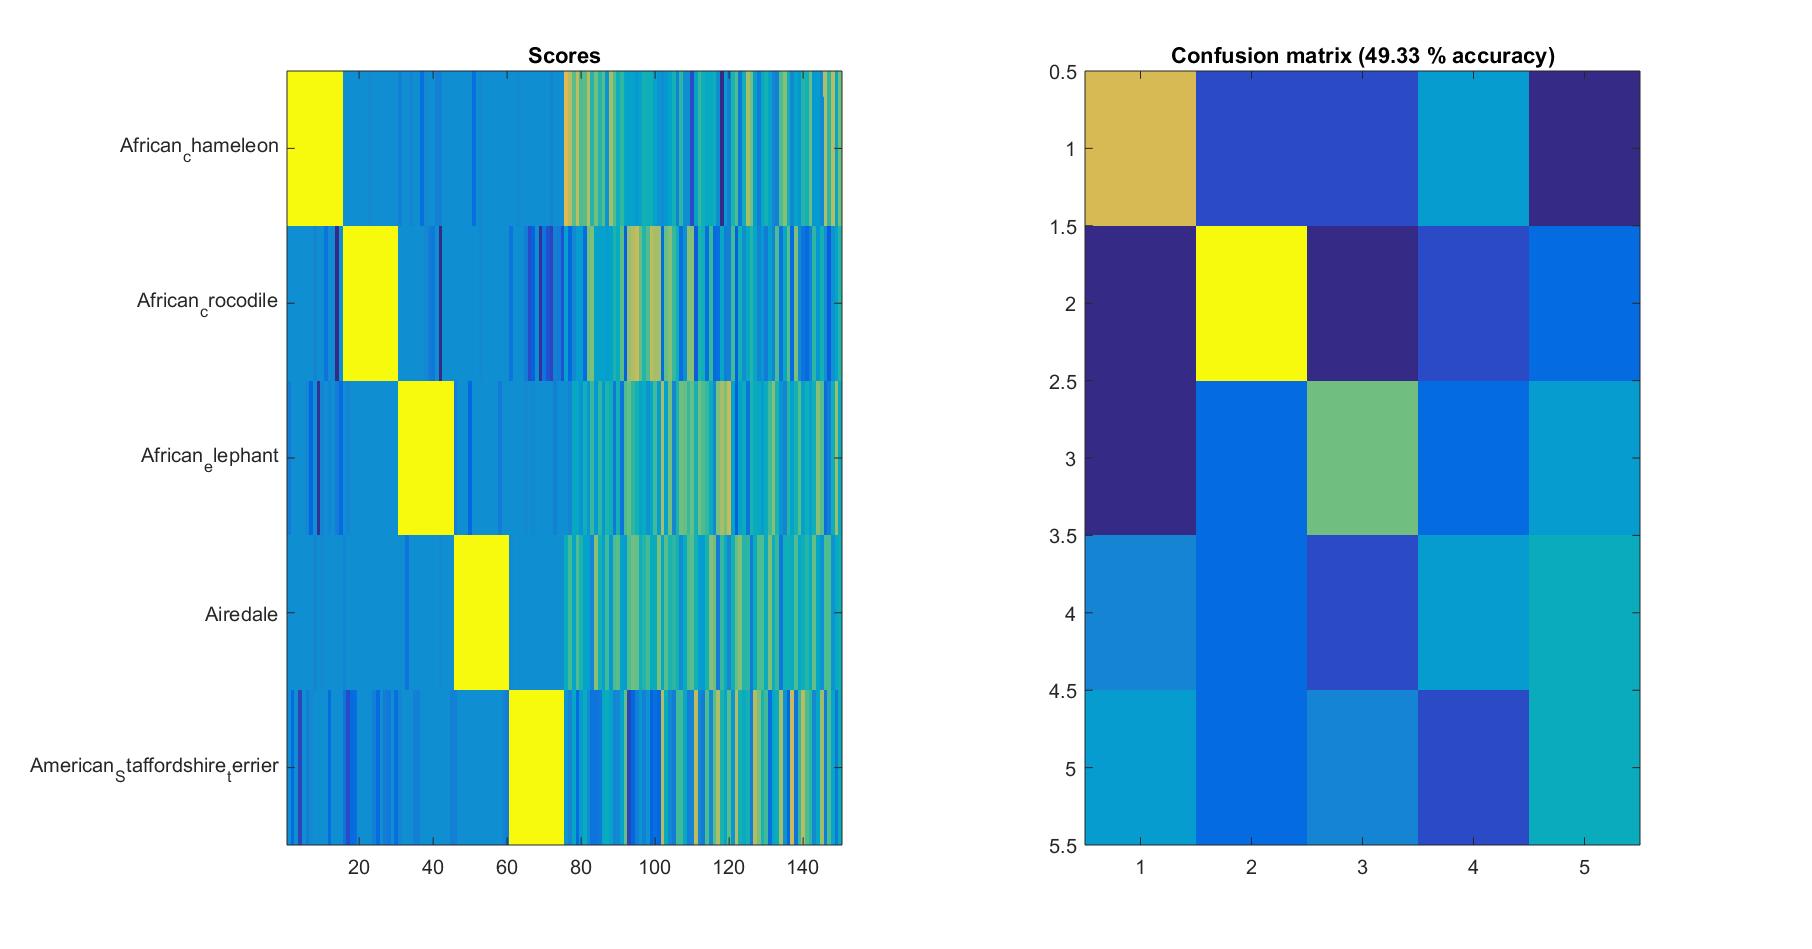 Scores
African_chameleon
African_crocodile
African_elephant
Airedale
American_Staffordshire_terrier
20 40 60 80 100 120 140
Confusion matrix (49.33 % accuracy)
0.5
1
1.5
2
2.5
3
3.5
4
4.5
5
5.5
1 2 3 4 5